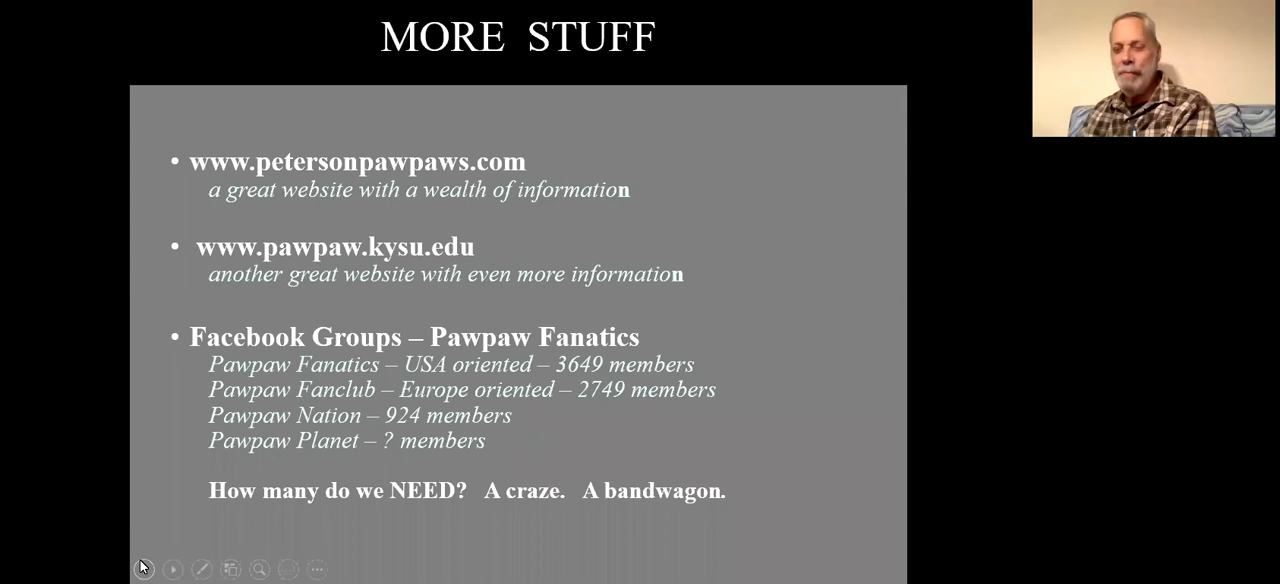 MORE STUFF
• www.petersonpawpaws.com
a great website with a wealth of information
• www.pawpaw.kysu.edu
another great website with even more information
• Facebook Groups – Pawpaw Fanatics
Pawpaw Fanatics – USA oriented – 3649 members
Pawpaw Fanclub – Europe oriented – 2749 members
Pawpaw Nation – 924 members
Pawpaw Planet – ? members
How many do we NEED? A craze. A bandwagon.